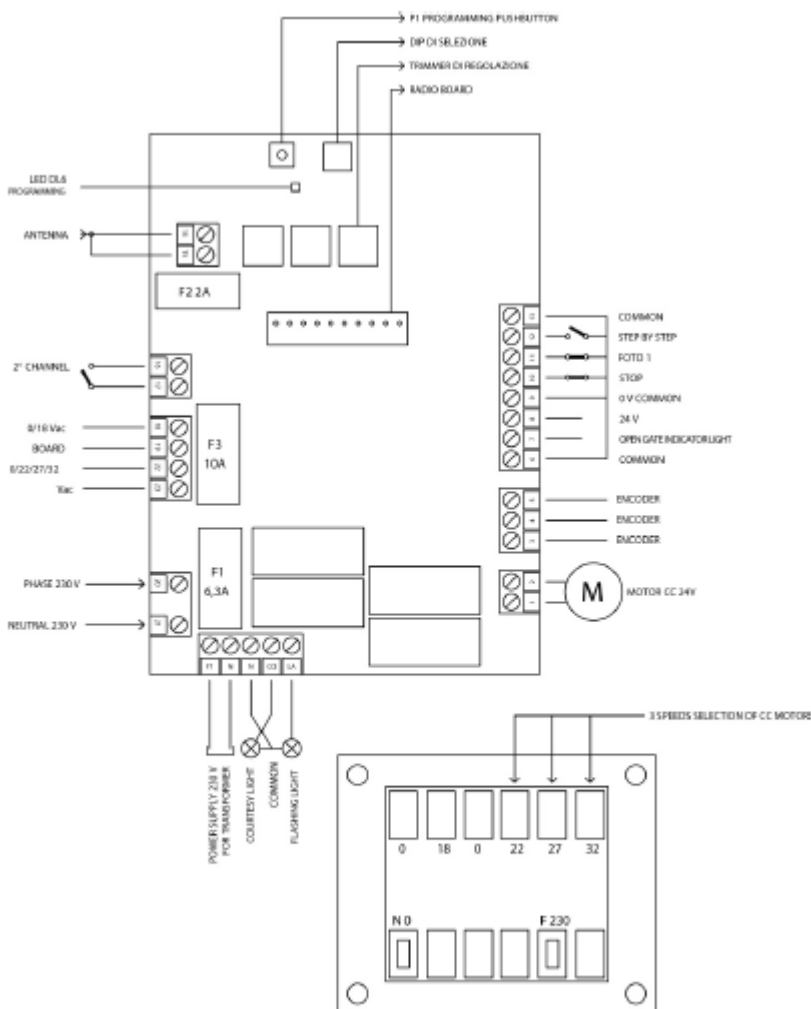 P1 PROGRAMMING PUSHBUTTON
DIP DI SELEZIONE
TRIMMER DI REGOLAZIONE
RADIO BOARD
LED DL6
PROGRAMMING
ANTENNA
F2 2A
2° CHANNEL
0/18 Vac
BOARD
0/22/27/32
Vac
F3
10A
PHASE 230 V
NEUTRAL 230 V
F1
6,3A
COMMON
STEP BY STEP
FOTO 1
STOP
0 V COMMON
24 V
OPEN GATE INDICATOR LIGHT
COMMON
ENCODER
ENCODER
ENCODER
M
MOTOR CC 24V
POWER SUPPLY 230 V
FOR TRANSFORMER
COURTESY LIGHT
COMMON
FLASHING LIGHT
3 SPEEDS SELECTION OF CC MOTORS
0 18 0 22 27 32
N 0 F 230